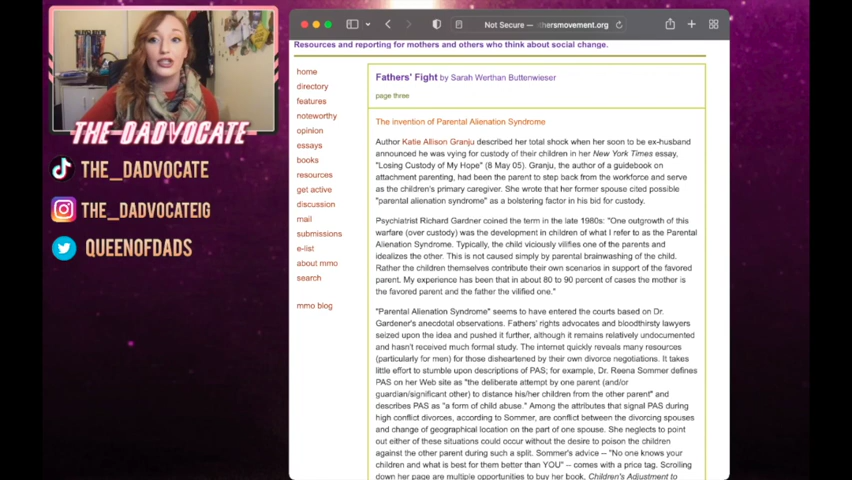 THE-DADVOCATE
THE_DADVOCATE
THE_DADVOCATEIG
QUEENOFDADS
Not Secure — thersmovement.org
Resources and reporting for mothers and others who think about social change.
home
directory
features
noteworthy
opinion
essays
books
resources
get active
discussion
mail
submissions
e-list
about mmo
search
mmo blog
Fathers' Fight by Sarah Werthan Buttenwieser
page three
The invention of Parental Alienation Syndrome
Author Katie Allison Granju described her total shock when her soon to be ex-husband
announced he was vying for custody of their children in her New York Times essay,
"Losing Custody of My Hope" (8 May 05). Granju, the author of a guidebook on
attachment parenting, had been the parent to step back from the workforce and serve
as the children's primary caregiver. She wrote that her former spouse cited possible
"parental alienation syndrome" as a bolstering factor in his bid for custody.
Psychiatrist Richard Gardner coined the term in the late 1980s: "One outgrowth of this
warfare (over custody) was the development in children of what I refer to as the Parental
Alienation Syndrome. Typically, the child viciously vilifies one of the parents and
idealizes the other. This is not caused simply by parental brainwashing of the child.
Rather the children themselves contribute their own scenarios in support of the favored
parent. My experience has been that in about 80 to 90 percent of cases the mother is
the favored parent and the father the vilified one."
"Parental Alienation Syndrome" seems to have entered the courts based on Dr.
Gardener's anecdotal observations. Fathers' rights advocates and bloodthirsty lawyers
seized upon the idea and pushed it further, although it remains relatively undocumented
and hasn't received much formal study. The internet quickly reveals many resources
(particularly for men) for those disheartened by their own divorce negotiations. It takes
little effort to stumble upon descriptions of PAS; for example, Dr. Reena Sommer defines
PAS on her Web site as "the deliberate attempt by one parent (and/or
guardian/significant other) to distance his/her children from the other parent" and
describes PAS as "a form of child abuse." Among the attributes that signal PAS during
high conflict divorces, according to Sommer, are conflict between the divorcing spouses
and change of geographical location on the part of one spouse. She neglects to point
out either of these situations could occur without the desire to poison the children
against the other parent during such a split. Sommer's advice -- "No one knows your
children and what is best for them better than YOU" -- comes with a price tag. Scrolling
down her page are multiple opportunities to buy her book, Children's Adjustment to